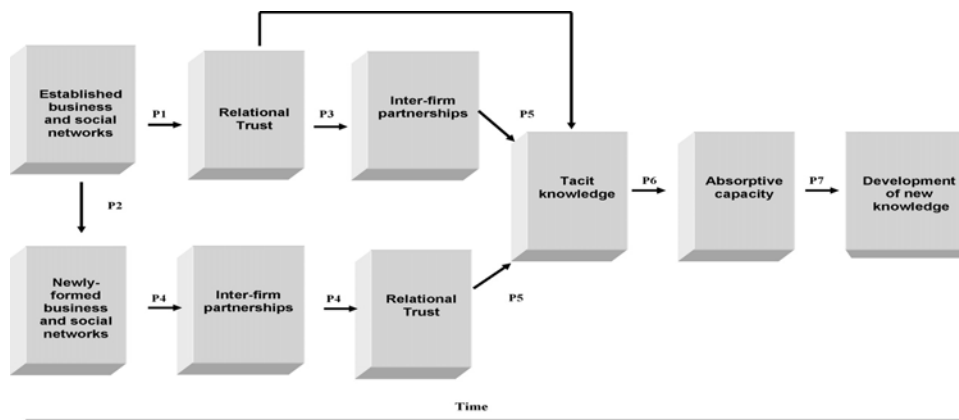 Established
business
and social
networks
P1
Relational
Trust
P3
Inter-firm
partnerships
P5
Tacit
knowledge
P6
Absorptive
capacity
P7
Development
of new
knowledge
P2
Newly-
formed
business
and social
networks
P4
Inter-firm
partnerships
P4
Relational
Trust
P5
Time